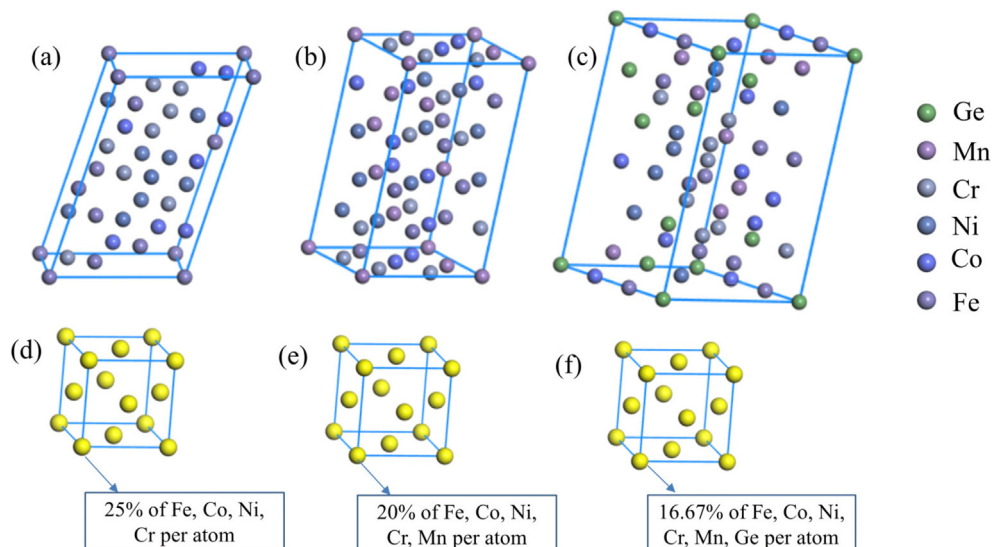 (a)
(b)
(c)
Ge
Mn
Cr
Ni
Co
Fe
(d)
(e)
(f)
25% of Fe, Co, Ni,
Cr per atom
20% of Fe, Co, Ni,
Cr, Mn per atom
16.67% of Fe, Co, Ni,
Cr, Mn, Ge per atom